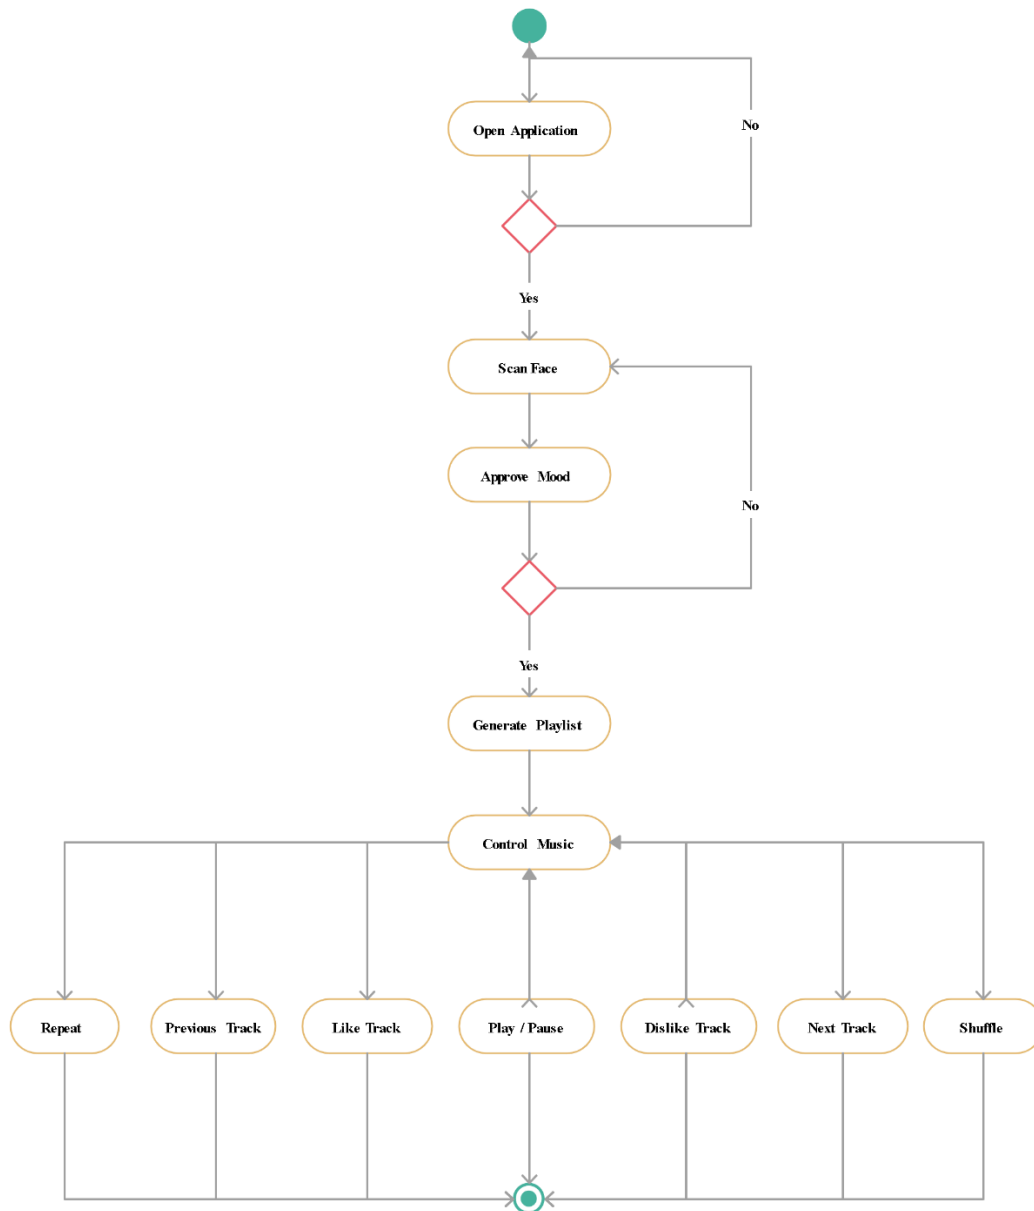 Open Application
No
Yes
Scan Face
Approve Mood
No
Yes
Generate Playlist
Control Music
Repeat
Previous Track
Like Track
Play / Pause
Dislike Track
Next Track
Shuffle